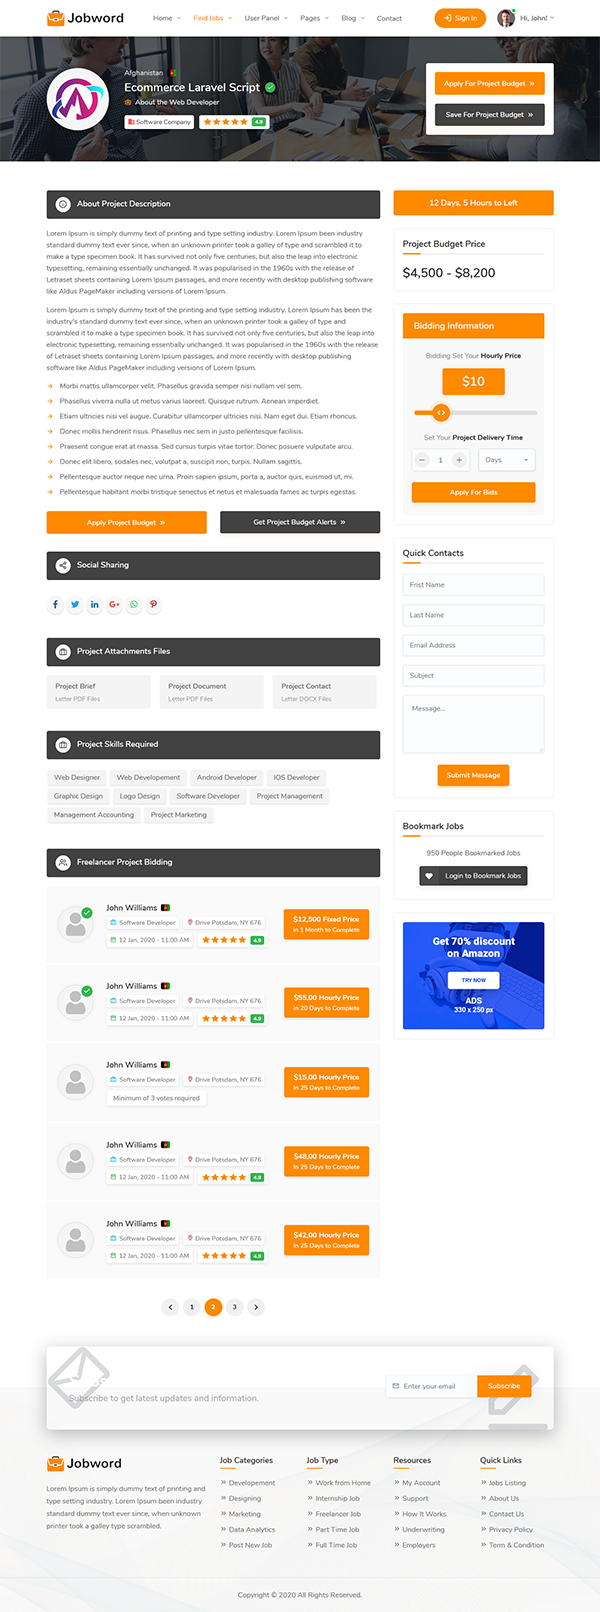 Jobword
Home
Find Jobs
User Panel
Pages
Blog
Contact
Sign In
Hi, John!
Afghanistan
Ecommerce Laravel Script
About the Web Developer
Software Company
4.9
Apply For Project Budget »
Save For Project Budget »
About Project Description
Lorem Ipsum is simply dummy text of printing and type setting industry. Lorem Ipsum been industry
standard dummy text ever since, when an unknown printer took a galley of type and scrambled it to
make a type specimen book. It has survived not only five centuries, but also the leap into electronic
typesetting, remaining essentially unchanged. It was popularised in the 1960s with the release of
Letraset sheets containing Lorem Ipsum passages, and more recently with desktop publishing software
like Aldus PageMaker including versions of Lorem Ipsum.
Lorem Ipsum is simply dummy text of the printing and type setting industry. Lorem Ipsum has been the
industry's standard dummy text ever since, when an unknown printer took a galley of type and
scrambled it to make a type specimen book. It has survived not only five centuries, but also the leap into
electronic typesetting, remaining essentially unchanged. It was popularised in the 1960s with the release of
Letraset sheets containing Lorem Ipsum passages, and more recently with desktop publishing
software like Aldus PageMaker including versions of Lorem Ipsum.
Morbi mattis ullamcorper velit. Phasellus gravida semper nisi nullam vel sem.
Phasellus viverra nulla ut metus varius laoreet. Quisque rutrum. Aenean imperdiet.
Etiam ultricies nisi vel augue. Curabitur ullamcorper ultricies nisi. Nam eget dui. Etiam rhoncus.
Donec mollis hendrerit risus. Phasellus nec sem in justo pellentesque facilisis.
Praesent congue erat at massa. Sed cursus turpis vitae tortor. Donec posuere vulputate arcu.
Donec elit libero, sodales nec, volutpat a, suscipit non, turpis. Nullam sagittis.
Pellentesque auctor neque nec urna. Proin sapien ipsum, porta a, auctor quis, euismod ut, mi.
Pellentesque habitant morbi tristique senectus et netus et malesuada fames ac turpis egestas.
Apply Project Budget »
Get Project Budget Alerts »
Social Sharing
Project Attachments Files
Project Brief
Letter PDF Files
Project Document
Letter PDF Files
Project Contact
Letter DOCX Files
Project Skills Required
Web Designer
Web Developement
Android Developer
IOS Developer
Graphic Design
Logo Design
Software Developer
Project Management
Management Accounting
Project Marketing
Freelancer Project Bidding
John Williams
Software Developer
Drive Potsdam, NY 676
12 Jan, 2020 - 11:00 AM
4.9
$12,500 Fixed Price
in 1 Month to Complete
John Williams
Software Developer
Drive Potsdam, NY 676
12 Jan, 2020 - 11:00 AM
4.9
$55,00 Hourly Price
in 20 Days to Complete
John Williams
Software Developer
Drive Potsdam, NY 676
Minimum of 3 votes required
$15,00 Hourly Price
In 25 Days to Complete
John Williams
Software Developer
Drive Potsdam, NY 676
12 Jan, 2020 - 11:00 AM
4.9
$48,00 Hourly Price
In 25 Days to Complete
John Williams
Software Developer
Drive Potsdam, NY 676
12 Jan, 2020 - 11:00 AM
4.9
$42,00 Hourly Price
In 25 Days to Complete
1
2
3
12 Days, 5 Hours to Left
Project Budget Price
$4,500 - $8,200
Bidding Information
Bidding Set Your Hourly Price
$10
Set Your Project Delivery Time
1
Days
Apply For Bids
Quick Contacts
Frist Name
Last Name
Email Address
Subject
Message...
Submit Message
Bookmark Jobs
950 People Bookmarked Jobs
Login to Bookmark Jobs
Get 70% discount
on Amazon
TRY NOW
ADS
330 x 250 px
Subscribe to get latest updates and information.
Enter your email
Subscribe
Jobword
Lorem Ipsum is simply dummy text of printing and
type setting industry. Lorem Ipsum been industry
standard dummy text ever since, when unknown
printer took a galley type scrambled.
Job Categories
» Developement
» Designing
» Marketing
» Data Analytics
» Post New Job
Job Type
» Work from Home
» Internship Job
» Freelancer Job
» Part Time Job
» Full Time Job
Resources
» My Account
» Support
» How It Works
» Underwriting
» Employers
Quick Links
» Jobs Listing
» About Us
» Contact Us
» Privacy Policy
» Term & Condition
Copyright © 2020 All Rights Reserved.